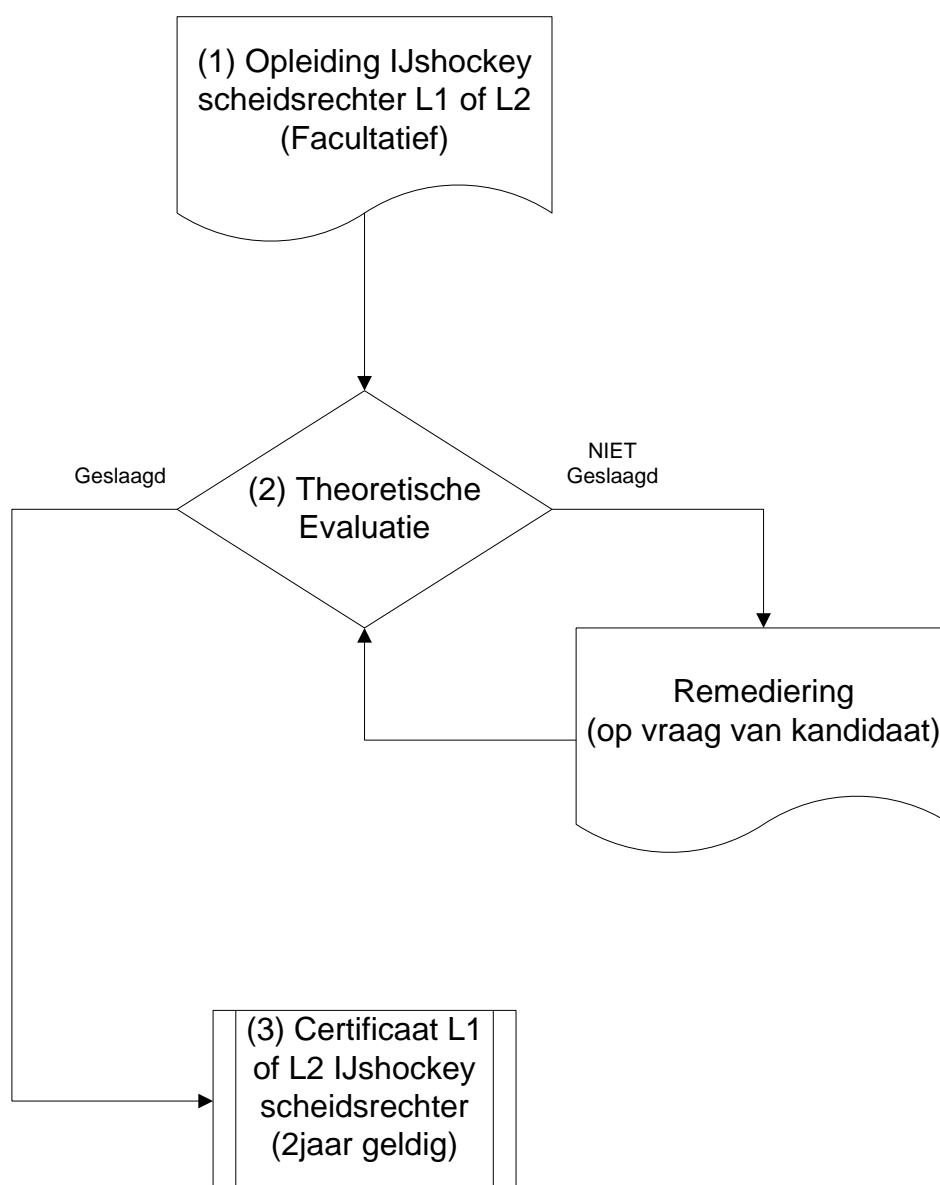 (1) Opleiding IJshockey
scheidsrechter L1 of L2
(Facultatief)
Geslaagd
(2) Theoretische
Evaluatie
NIET
Geslaagd
Remediering
(op vraag van kandidaat)
(3) Certificaat L1
of L2 IJshockey
scheidsrechter
(2jaar geldig)